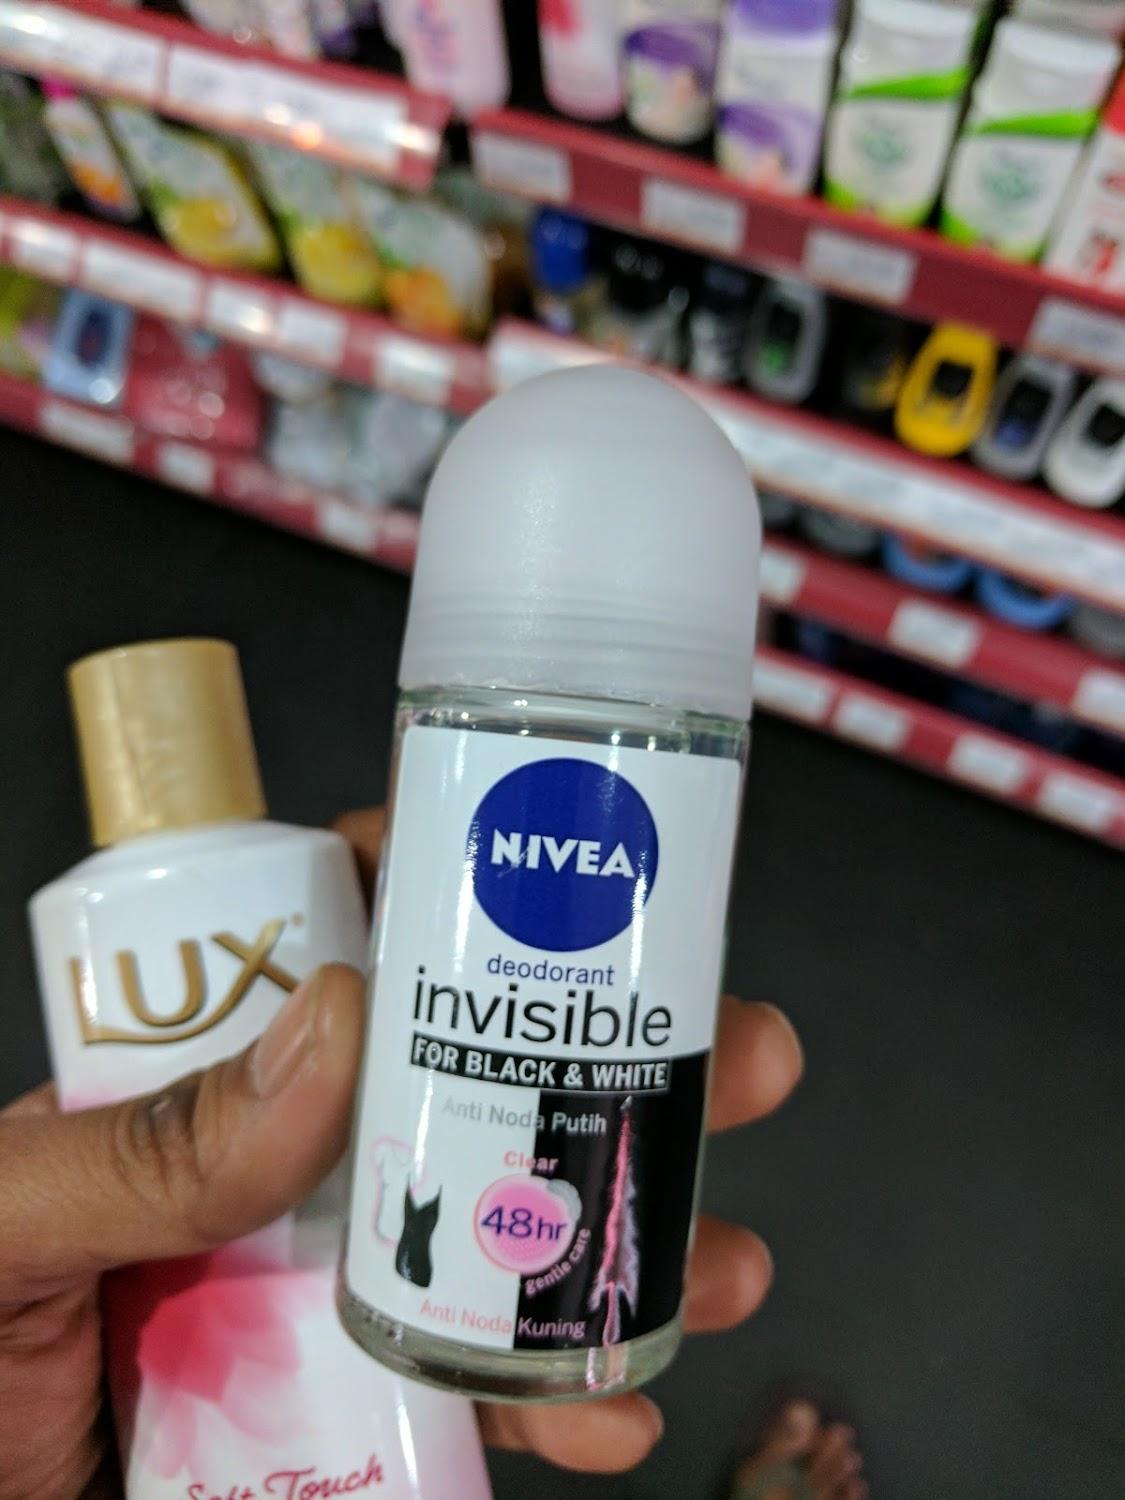 LUX
Soft Touch
NIVEA
deodorant
invisible
FOR BLACK & WHITE
Anti Noda Putih
Clear
48hr
gentle care
Anti Noda Kuning